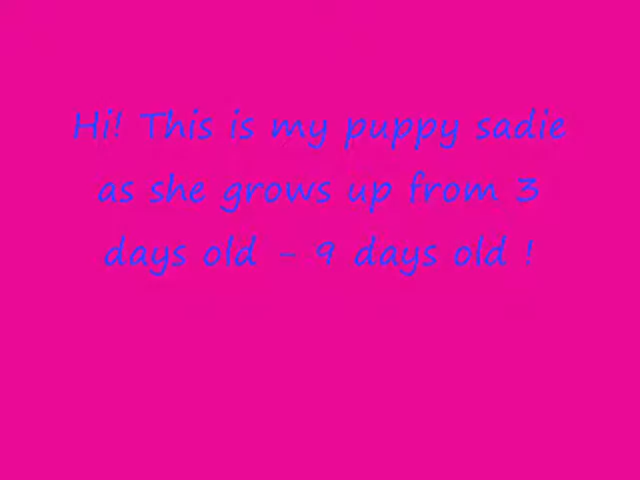 Hi! This is my puppy sadie
as she grows up from 3
days old - 9 days old !